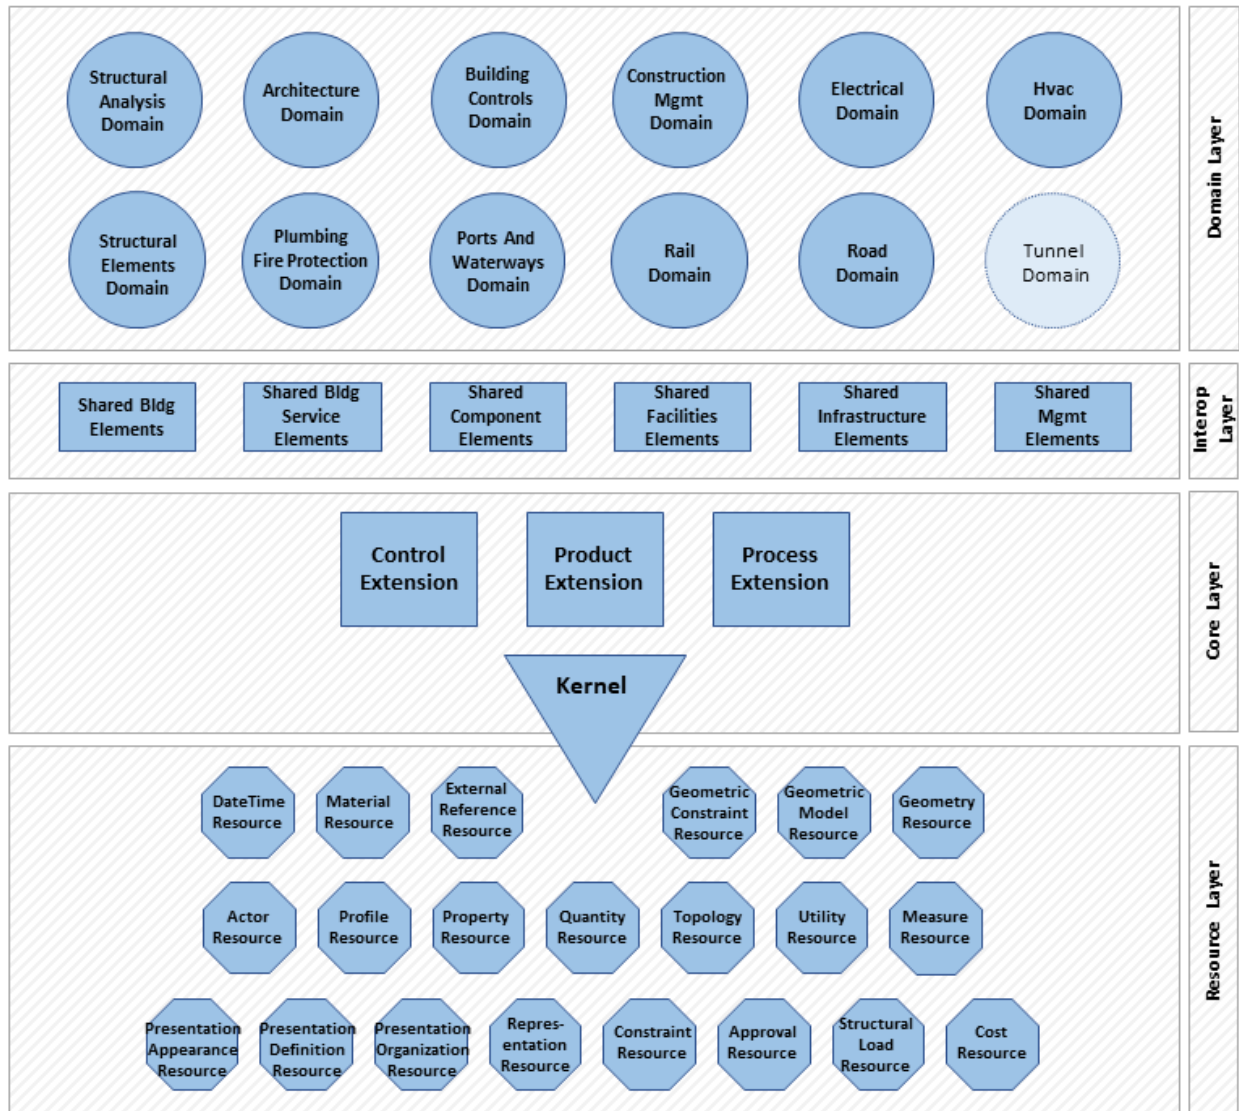 Structural
Analysis
Domain
Architecture
Domain
Building
Controls
Domain
Construction
Mgmt
Domain
Electrical
Domain
Hvac
Domain
Structural
Elements
Domain
Plumbing
Fire Protection
Domain
Ports And
Waterways
Domain
Rail
Domain
Road
Domain
Tunnel
Domain
Domain Layer
Shared Bldg
Elements
Shared Bldg
Service
Elements
Shared
Component
Elements
Shared
Facilities
Elements
Shared
Infrastructure
Elements
Shared
Mgmt
Elements
Interop
Layer
Control
Extension
Product
Extension
Process
Extension
Kernel
Core Layer
DateTime
Resource
Material
Resource
External
Reference
Resource
Geometric
Constraint
Resource
Geometric
Model
Resource
Geometry
Resource
Actor
Resource
Profile
Resource
Property
Resource
Quantity
Resource
Topology
Resource
Utility
Resource
Measure
Resource
Presentation
Appearance
Resource
Presentation
Definition
Resource
Presentation
Organization
Resource
Repres-
entation
Resource
Constraint
Resource
Approval
Resource
Structural
Load
Resource
Cost
Resource
Resource Layer